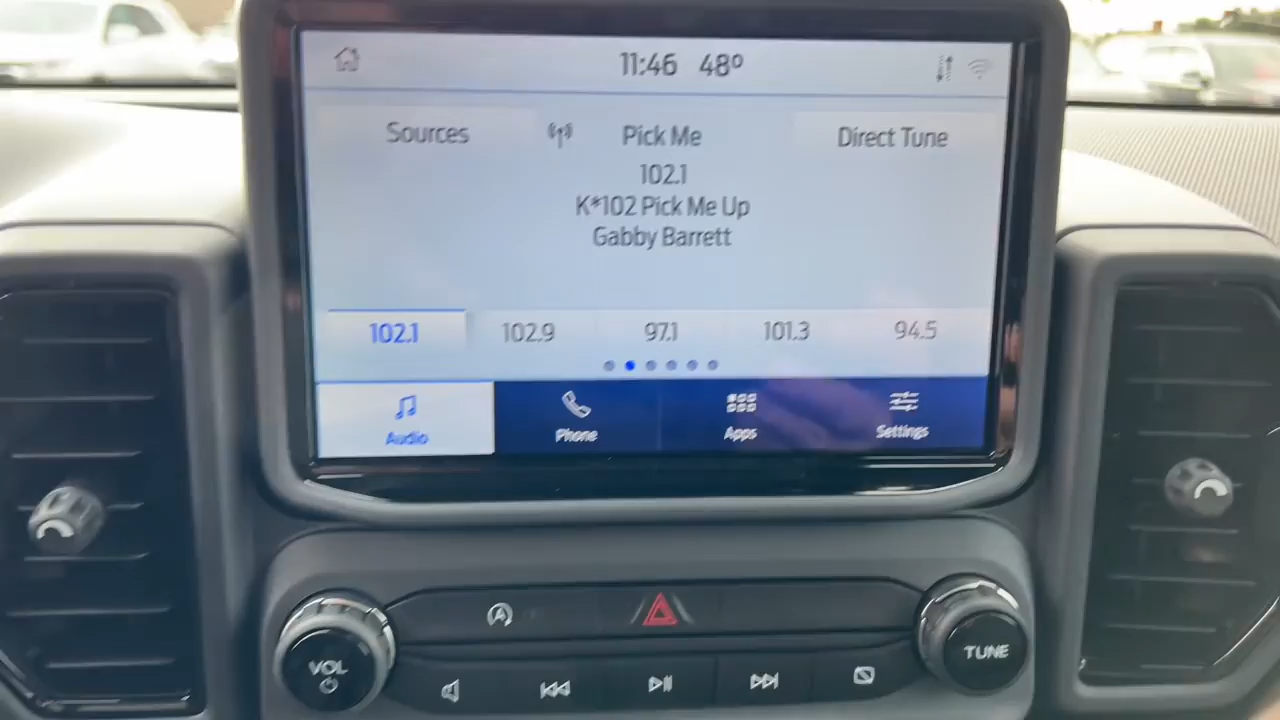 11:46 48°
Sources
Pick Me
Direct Tune
102.1
K*102 Pick Me Up
Gabby Barrett
102.1 102.9 97.1 101.3 94.5
Audio Phone Apps Settings
A
VOL
TUNE